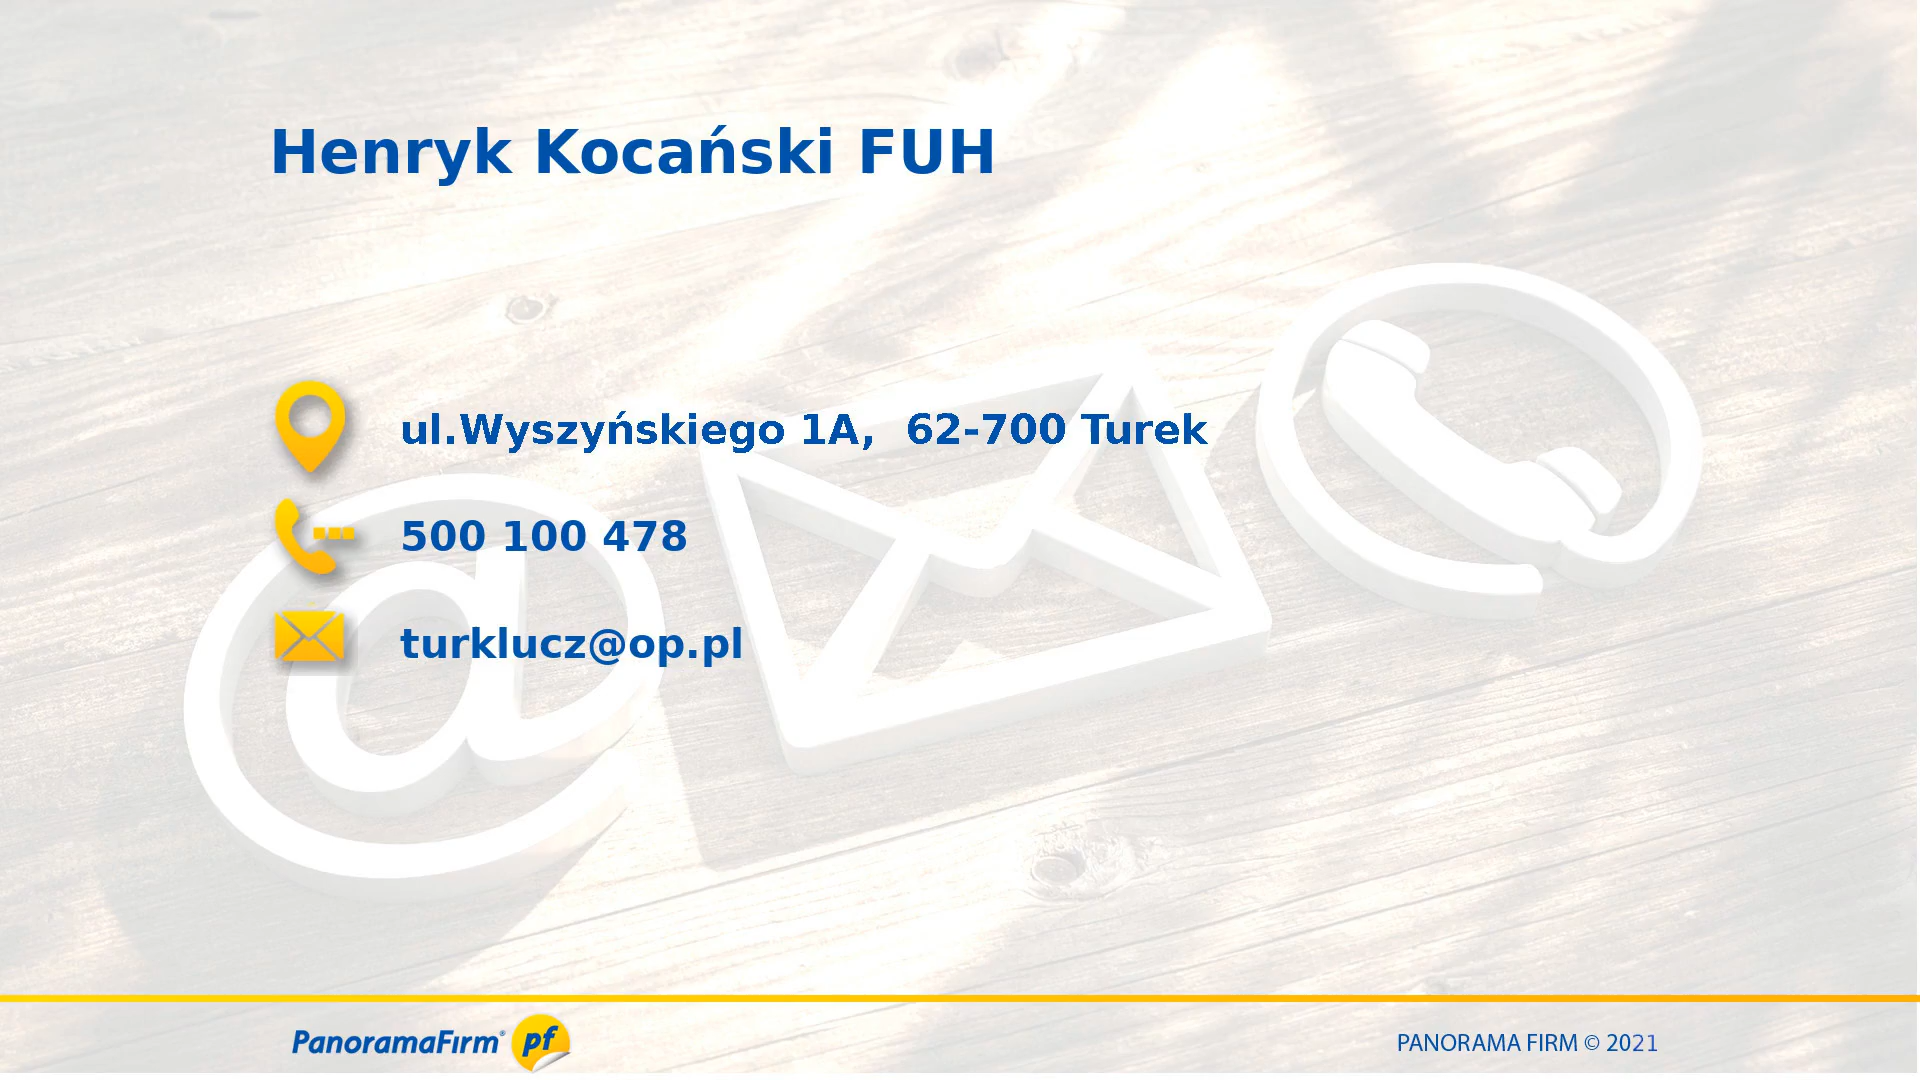 Henryk Kocański FUH
ul.Wyszyńskiego 1A,  62-700 Turek
500 100 478
turklucz@op.pl
PanoramaFirm® pf
PANORAMA FIRM © 2021